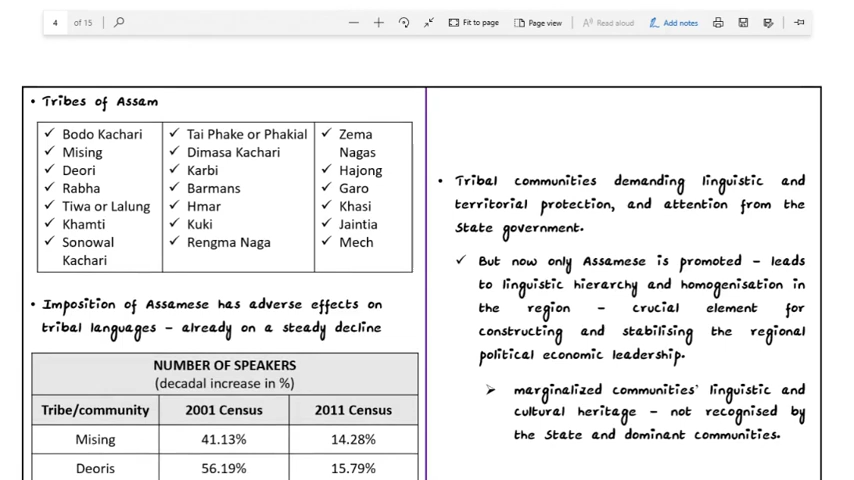 4 of 15 Fit to page Page view Read aloud Add notes
• Tribes of Assam
✓ Bodo Kachari
✓ Mising
✓ Deori
✓ Rabha
✓ Tiwa or Lalung
✓ Khamti
✓ Sonowal
Kachari
✓ Tai Phake or Phakial
✓ Dimasa Kachari
✓ Karbi
✓ Barmans
✓ Hmar
✓ Kuki
✓ Rengma Naga
✓ Zema
Nagas
✓ Hajong
✓ Garo
✓ Khasi
✓ Jaintia
✓ Mech
• Imposition of Assamese has adverse effects on
tribal languages – already on a steady decline
NUMBER OF SPEAKERS
(decadal increase in %)
Tribe/community 2001 Census 2011 Census
Mising 41.13% 14.28%
Deoris 56.19% 15.79%
• Tribal communities demanding linguistic and
territorial protection, and attention from the
State government.
✓ But now only Assamese is promoted – leads
to linguistic hierarchy and homogenisation in
the region – crucial element for
constructing and stabilising the regional
political economic leadership.
➢ marginalized communities' linguistic and
cultural heritage – not recognised by
the State and dominant communities.